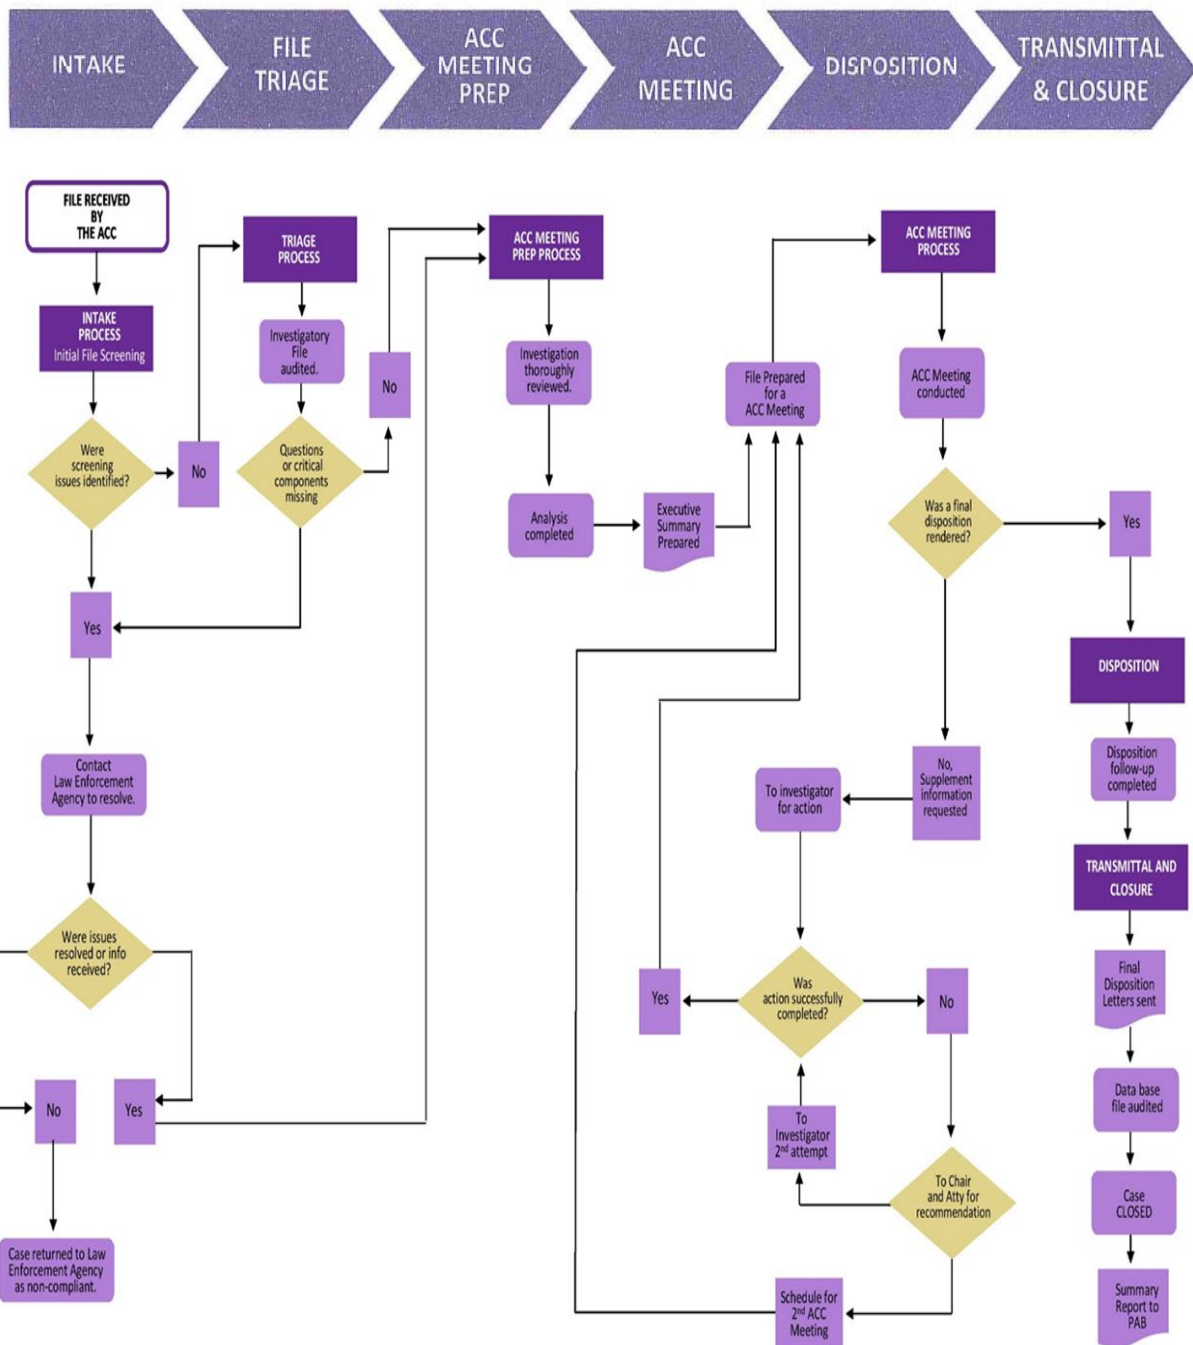 INTAKE
FILE
TRIAGE
ACC
MEETING
PREP
ACC
MEETING
DISPOSITION
TRANSMITTAL
& CLOSURE
FILE RECEIVED
BY
THE ACC
INTAKE
PROCESS
Initial File Screening
Were
screening
issues identified?
No
Yes
Contact
Law Enforcement
Agency to resolve.
Were issues
resolved or info
received?
No
Yes
Case returned to Law
Enforcement Agency
as non-compliant.
TRIAGE
PROCESS
Investigatory
File
audited.
Questions
or critical
components
missing
No
ACC MEETING
PREP PROCESS
Investigation
thoroughly
reviewed.
Analysis
completed
Executive
Summary
Prepared
File Prepared
for a
ACC Meeting
ACC MEETING
PROCESS
ACC Meeting
conducted
Was a final
disposition
rendered?
Yes
No,
Supplement
information
requested
To investigator
for action
Was
action successfully
completed?
Yes
No
To
Investigator
2nd attempt
To Chair
and Atty for
recommendation
Schedule for
2nd ACC
Meeting
DISPOSITION
Disposition
follow-up
completed
TRANSMITTAL AND
CLOSURE
Final
Disposition
Letters sent
Data base
file audited
Case
CLOSED
Summary
Report to
PAB